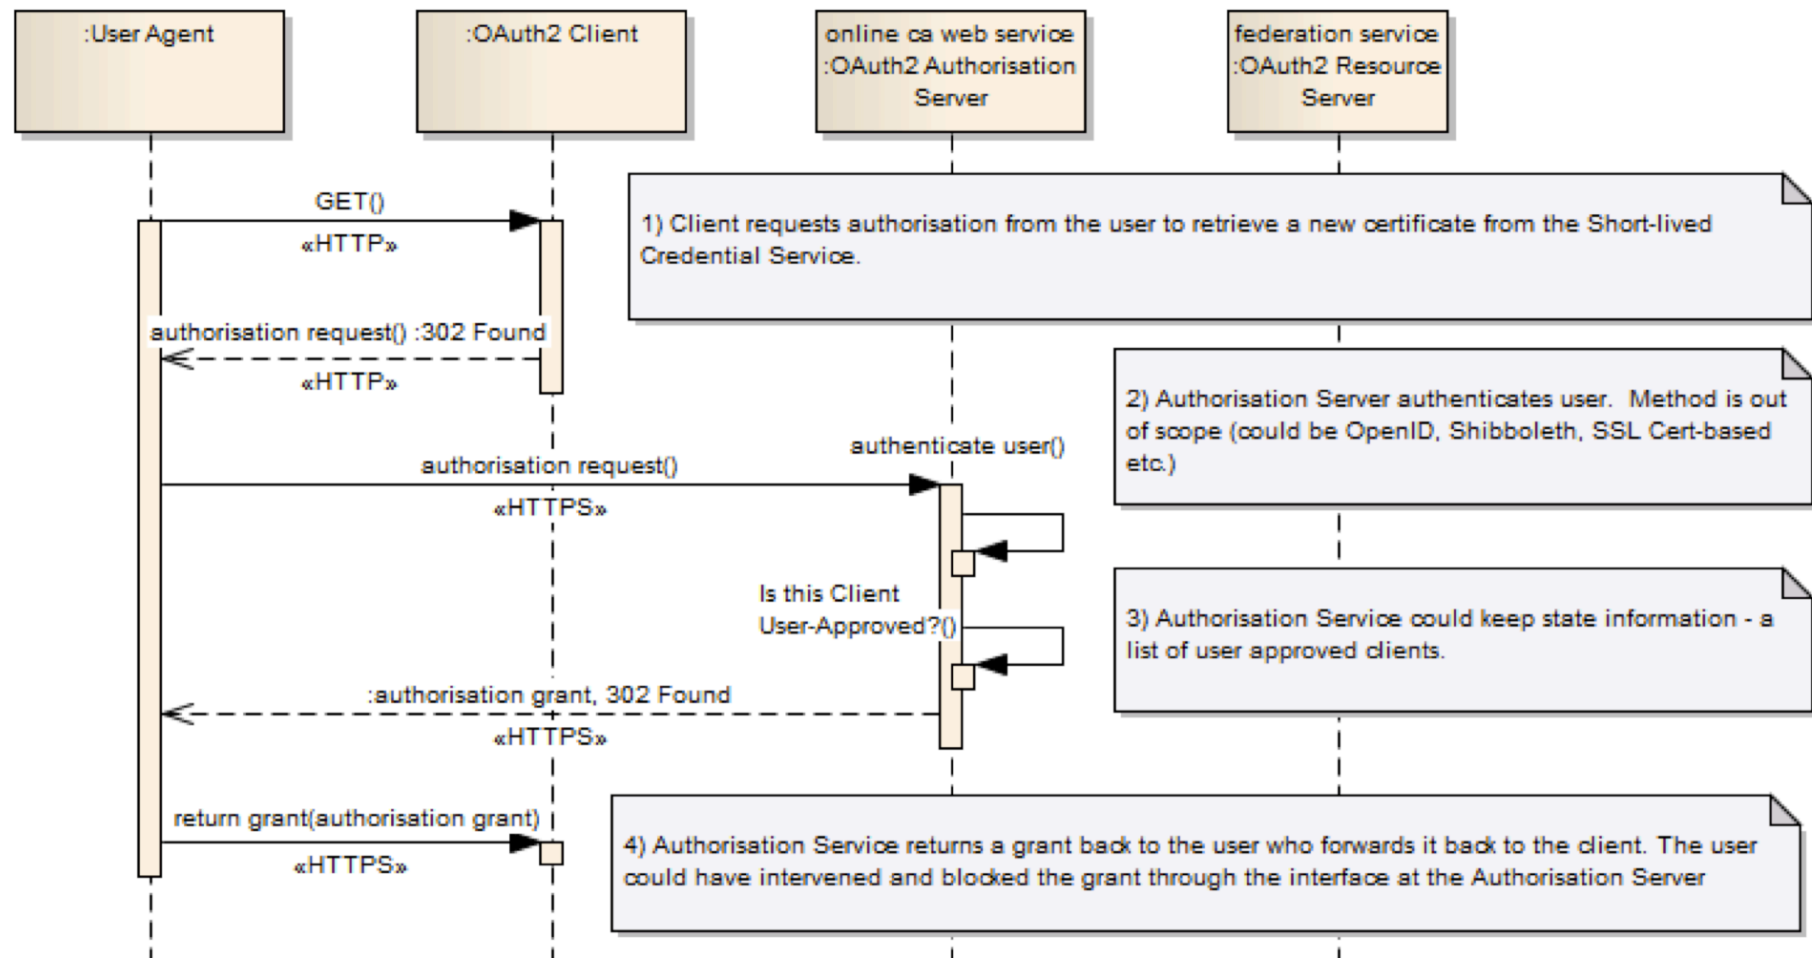 :User Agent
:OAuth2 Client
online ca web service
:OAuth2 Authorisation
Server
federation service
:OAuth2 Resource
Server
GET()
«HTTP»
1) Client requests authorisation from the user to retrieve a new certificate from the Short-lived
Credential Service.
authorisation request() :302 Found
«HTTP»
2) Authorisation Server authenticates user.  Method is out
of scope (could be OpenID, Shibboleth, SSL Cert-based
etc.)
authenticate user()
authorisation request()
«HTTPS»
Is this Client
User-Approved?()
3) Authorisation Service could keep state information - a
list of user approved clients.
:authorisation grant, 302 Found
«HTTPS»
return grant(authorisation grant)
«HTTPS»
4) Authorisation Service returns a grant back to the user who forwards it back to the client. The user
could have intervened and blocked the grant through the interface at the Authorisation Server